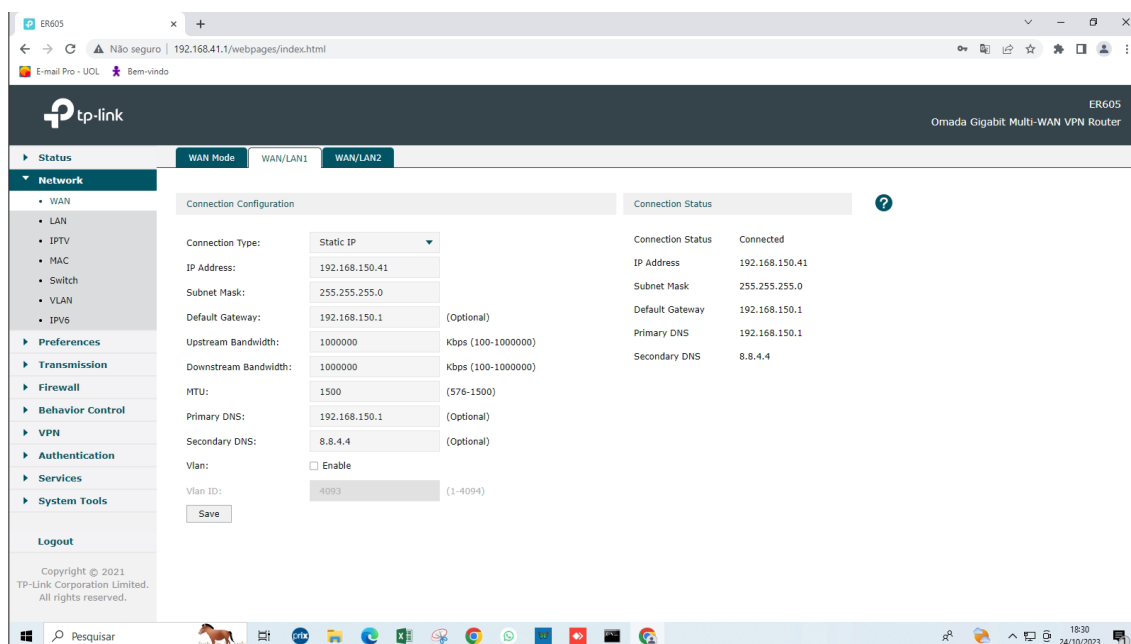 ER605
Não seguro 192.168.41.1/webpages/index.html
E-mail Pro - UOL Bem-vindo
tp-link
ER605
Omada Gigabit Multi-WAN VPN Router
Status
Network
WAN
LAN
IPTV
MAC
Switch
VLAN
IPV6
Preferences
Transmission
Firewall
Behavior Control
VPN
Authentication
Services
System Tools
Logout
Copyright © 2021
TP-Link Corporation Limited.
All rights reserved.
WAN Mode WAN/LAN1 WAN/LAN2
Connection Configuration
Connection Type: Static IP
IP Address: 192.168.150.41
Subnet Mask: 255.255.255.0
Default Gateway: 192.168.150.1 (Optional)
Upstream Bandwidth: 1000000 Kbps (100-1000000)
Downstream Bandwidth: 1000000 Kbps (100-1000000)
MTU: 1500 (576-1500)
Primary DNS: 192.168.150.1 (Optional)
Secondary DNS: 8.8.4.4 (Optional)
Vlan: Enable
Vlan ID: 4093 (1-4094)
Save
Connection Status
Connection Status Connected
IP Address 192.168.150.41
Subnet Mask 255.255.255.0
Default Gateway 192.168.150.1
Primary DNS 192.168.150.1
Secondary DNS 8.8.4.4
?
Pesquisar
prix
18:30
24/10/2023